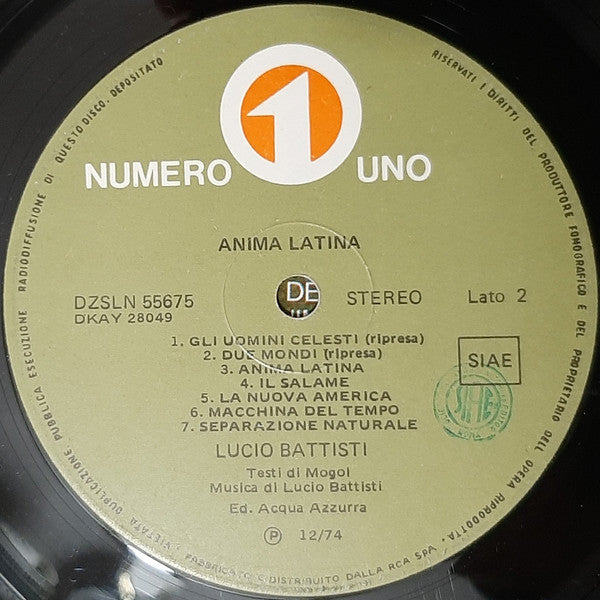 RISERVATI I DIRITTI DEL PRODUTTORE FONOGRAFICO E DEL PROPRIETARIO DELL'OPERA RIPRODOTTA. VIETATA DUPLICAZIONE PUBBLICA ESECUZIONE RADIODIFFUSIONE DI QUESTO DISCO. DEPOSITATO
1
NUMERO UNO
ANIMA LATINA
DZSLN 55675
DKAY 28049
DE
STEREO
Lato 2
1. GLI UOMINI CELESTI (ripresa)
2. DUE MONDI (ripresa)
3. ANIMA LATINA
4. IL SALAME
5. LA NUOVA AMERICA
6. MACCHINA DEL TEMPO
7. SEPARAZIONE NATURALE
SIAE
LUCIO BATTISTI
Testi di Mogol
Musica di Lucio Battisti
Ed. Acqua Azzurra
Ⓟ 12/74
FABBRICATO E DISTRIBUITO DALLA RCA SPA.